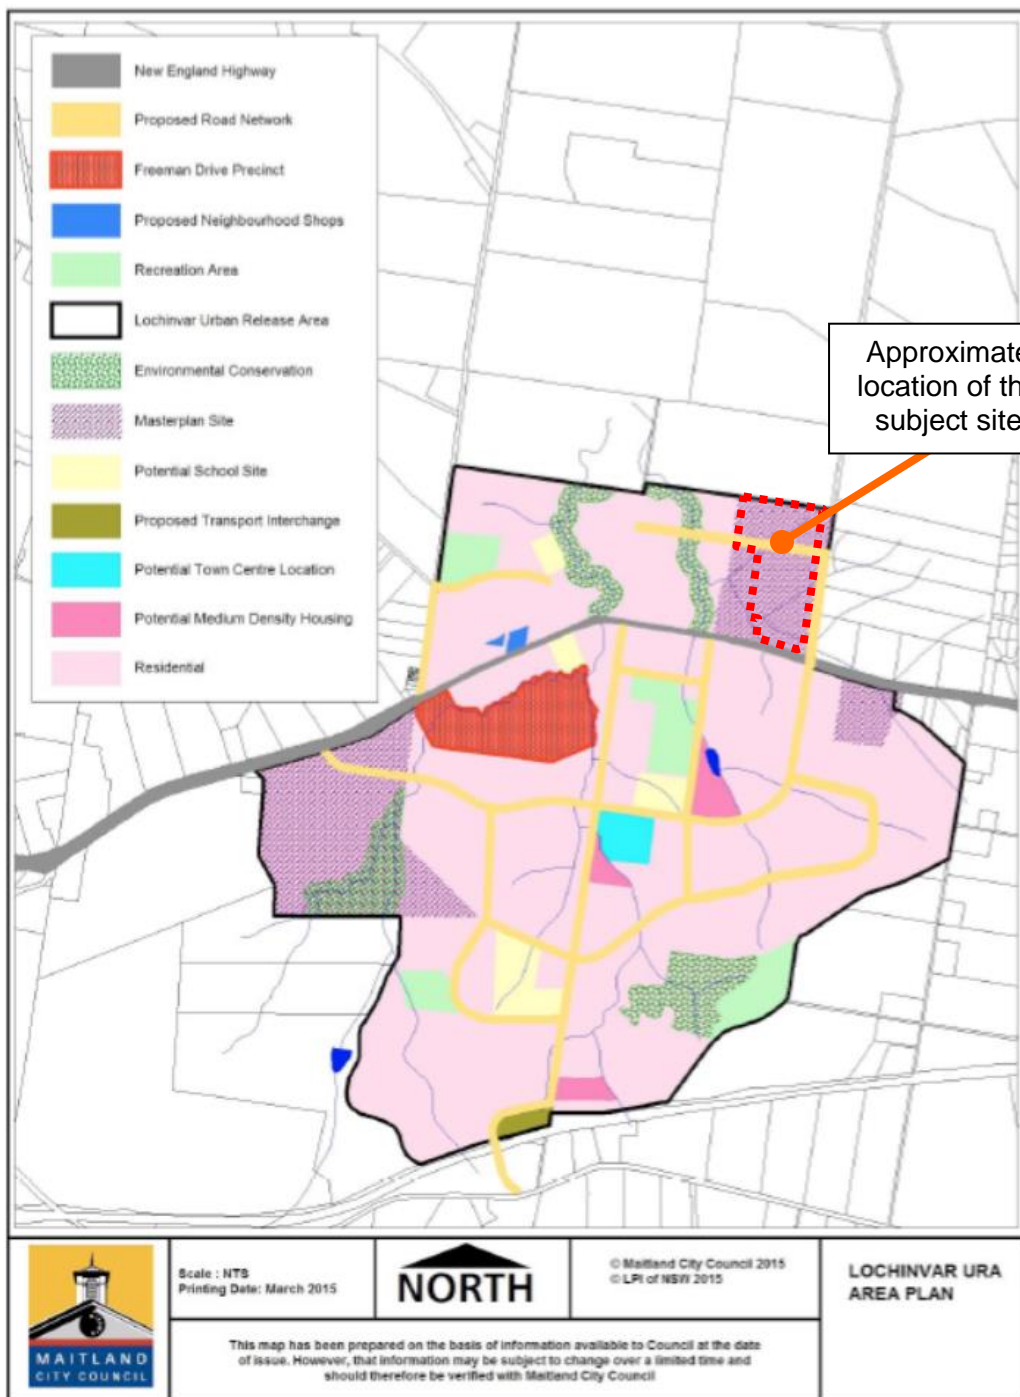 New England Highway
Proposed Road Network
Freeman Drive Precinct
Proposed Neighbourhood Shops
Recreation Area
Lochinvar Urban Release Area
Environmental Conservation
Masterplan Site
Potential School Site
Proposed Transport Interchange
Potential Town Centre Location
Potential Medium Density Housing
Residential
Approximate
location of th
subject site
MAITLAND
CITY COUNCIL
Scale : NTS
Printing Date: March 2015
NORTH
© Maitland City Council 2015
© LPI of NSW 2015
LOCHINVAR URA
AREA PLAN
This map has been prepared on the basis of information available to Council at the date
of issue. However, that information may be subject to change over a limited time and
should therefore be verified with Maitland City Council